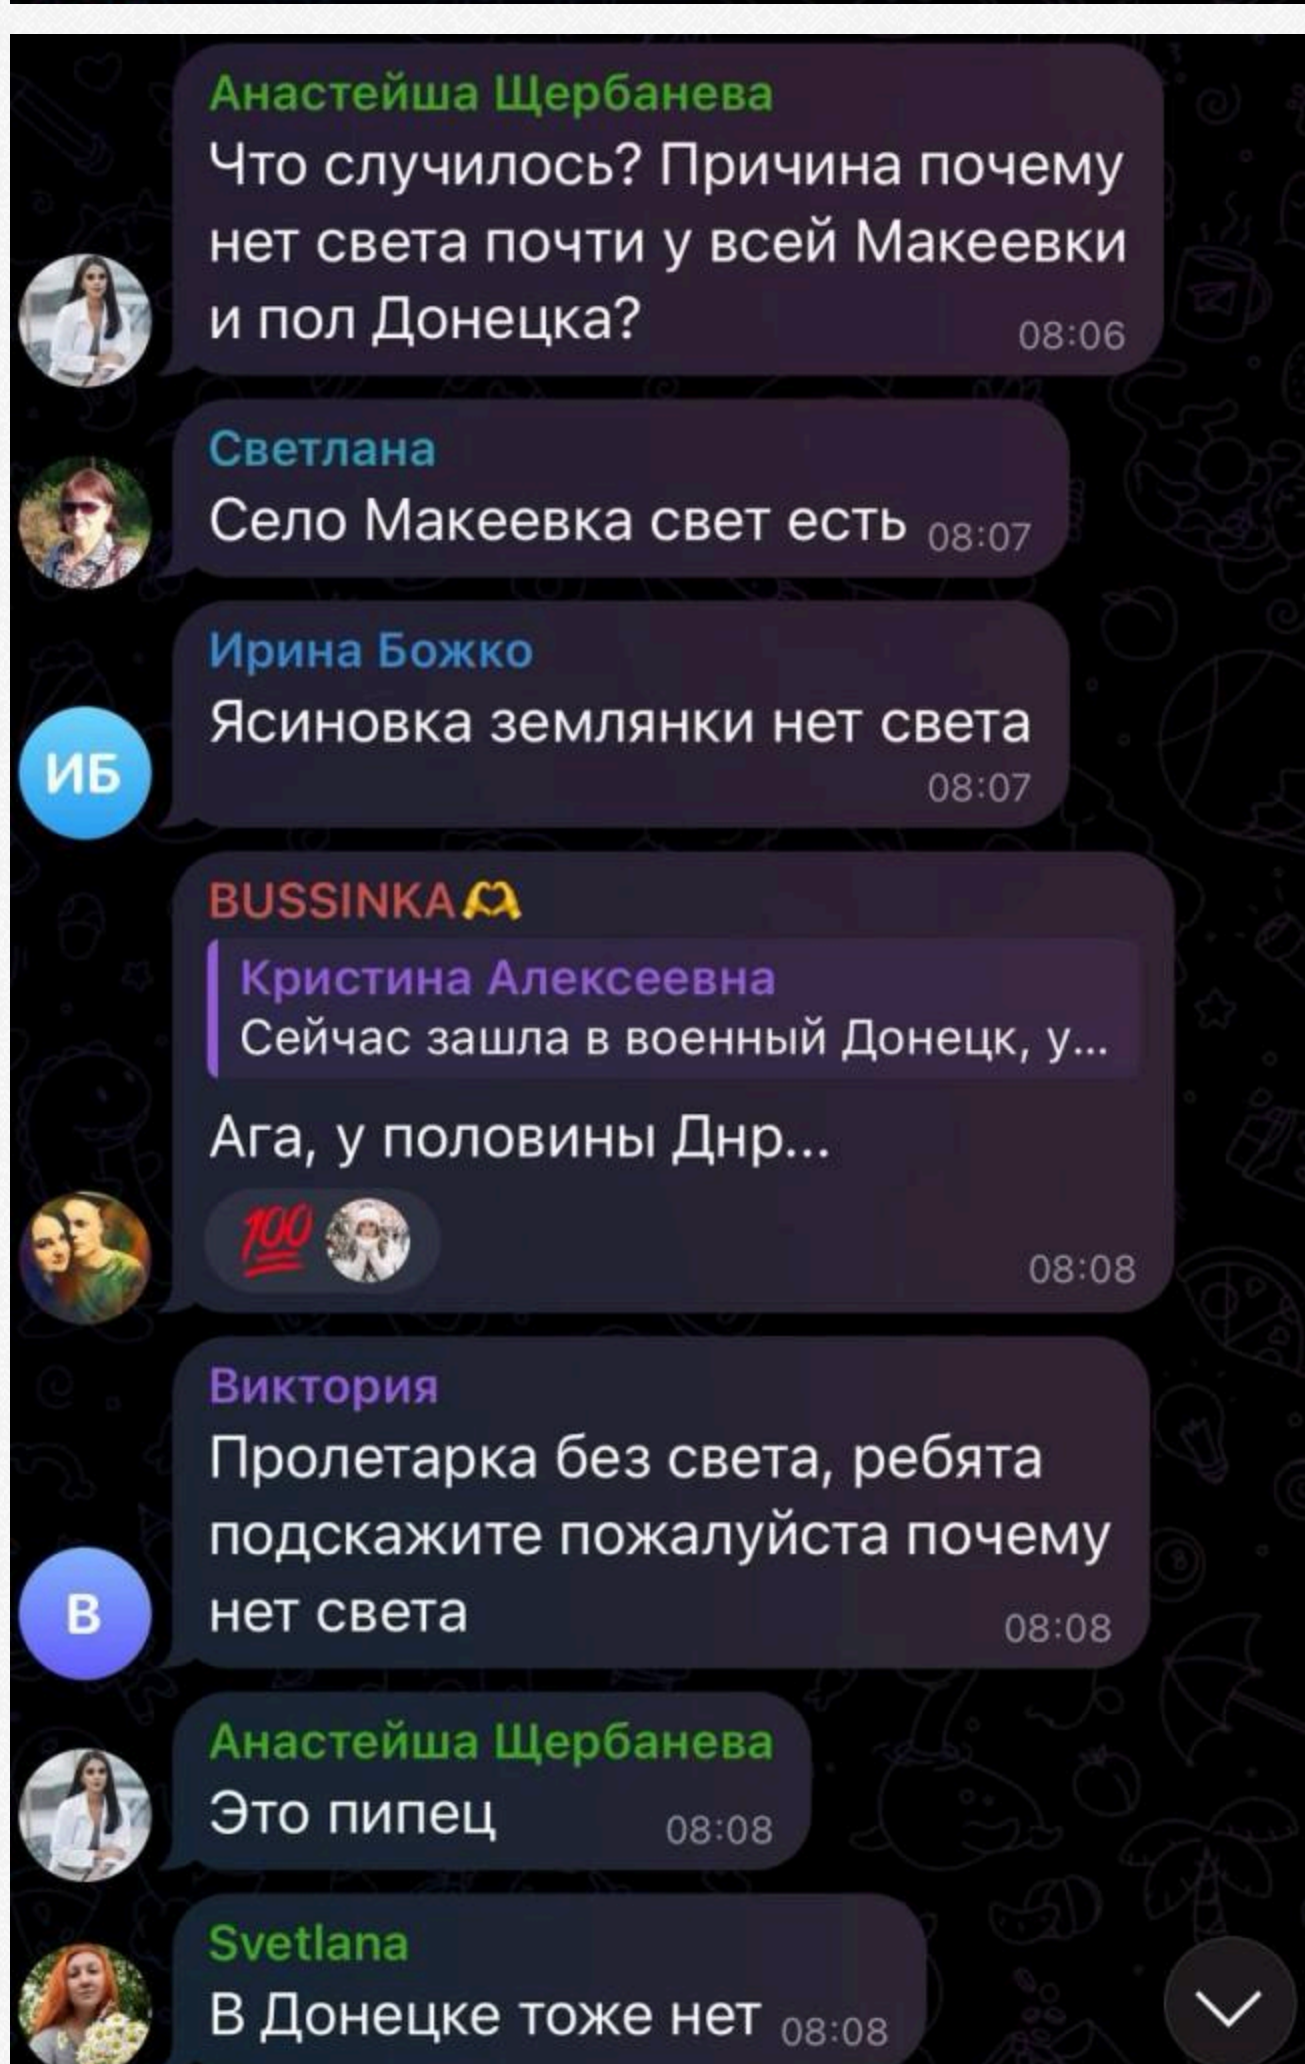 Анастейша Щербанева
Что случилось? Причина почему
нет света почти у всей Макеевки
и пол Донецка?
08:06
Светлана
Село Макеевка свет есть 08:07
Ирина Божко
Ясиновка землянки нет света
08:07
ИБ
BUSSINKA🫶
Кристина Алексеевна
Сейчас зашла в военный Донецк, у...
Ага, у половины Днр...
💯
08:08
Виктория
Пролетарка без света, ребята
подскажите пожалуйста почему
нет света
08:08
В
Анастейша Щербанева
Это пипец 08:08
Svetlana
В Донецке тоже нет 08:08